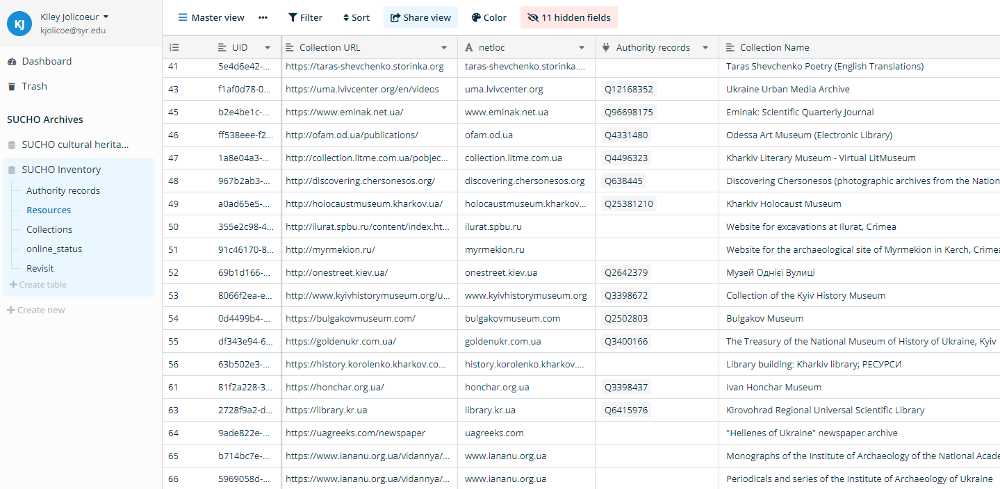 KJ Kiley Jolicoeur
kjolicoe@syr.edu
Dashboard
Trash
SUCHO Archives
SUCHO cultural herita...
SUCHO Inventory
Authority records
Resources
Collections
online_status
Revisit
Create table
Create new
Master view ••• Filter Sort Share view Color 11 hidden fields
UID Collection URL netloc Authority records Collection Name
41 5e4d6e42-... https://taras-shevchenko.storinka.org taras-shevchenko.storinka.... Taras Shevchenko Poetry (English Translations)
43 f1af0d78-0... https://uma.lvivcenter.org/en/videos uma.lvivcenter.org Q12168352 Ukraine Urban Media Archive
45 b2e4be1c-... https://www.eminak.net.ua/ www.eminak.net.ua Q96698175 Eminak: Scientific Quarterly Journal
46 ff538eee-f2... http://ofam.od.ua/publications/ ofam.od.ua Q4331480 Odessa Art Museum (Electronic Library)
47 1a8e04a3-... http://collection.litme.com.ua/pobjec... collection.litme.com.ua Q4496323 Kharkiv Literary Museum - Virtual LitMuseum
48 967b2ab3-... http://discovering.chersonesos.org/ discovering.chersonesos.org Q638445 Discovering Chersonesos (photographic archives from the Nation
49 a0ad65e5-... http://holocaustmuseum.kharkov.ua/ holocaustmuseum.kharkov... Q25381210 Kharkiv Holocaust Museum
50 355e2c98-4... http://ilurat.spbu.ru/content/index.ht... ilurat.spbu.ru Website for excavations at Ilurat, Crimea
51 91c46170-8... http://myrmekion.ru/ myrmekion.ru Website for the archaeological site of Myrmekion in Kerch, Crimea
52 69b1d166-... http://onestreet.kiev.ua/ onestreet.kiev.ua Q2642379 Музей Однієї Вулиці
53 8066f2ea-e... http://www.kyivhistorymuseum.org/u... www.kyivhistorymuseum.org Q3398672 Collection of the Kyiv History Museum
54 0d4499b4-... https://bulgakovmuseum.com/ bulgakovmuseum.com Q2502803 Bulgakov Museum
55 df343e94-6... https://goldenukr.com.ua/ goldenukr.com.ua Q3400166 The Treasury of the National Museum of History of Ukraine, Kyiv
56 63b502e3-... https://history.korolenko.kharkov.co... history.korolenko.kharkov.... Library building: Kharkiv library; РЕСУРСИ
61 81f2a228-3... https://honchar.org.ua/ honchar.org.ua Q3398437 Ivan Honchar Museum
63 2728f9a2-d... https://library.kr.ua library.kr.ua Q6415976 Kirovohrad Regional Universal Scientific Library
64 9ade822e-... https://uagreeks.com/newspaper uagreeks.com "Hellenes of Ukraine" newspaper archive
65 b714bc7e-... https://www.iananu.org.ua/vidannya/... www.iananu.org.ua Monographs of the Institute of Archaeology of the National Acade
66 5969058d-... https://www.iananu.org.ua/vidannya/... www.iananu.org.ua Periodicals and series of the Institute of Archaeology of Ukraine